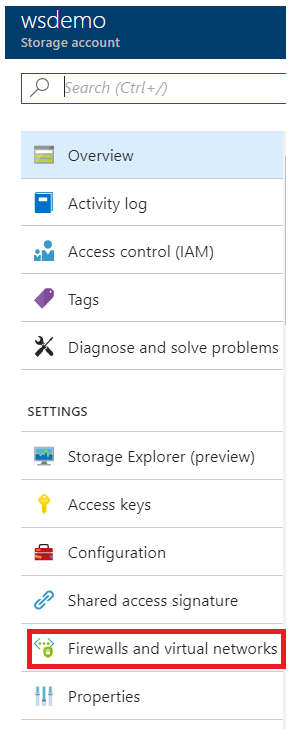 wsdemo
Storage account
Search (Ctrl+/)
Overview
Activity log
Access control (IAM)
Tags
Diagnose and solve problems
SETTINGS
Storage Explorer (preview)
Access keys
Configuration
Shared access signature
Firewalls and virtual networks
Properties